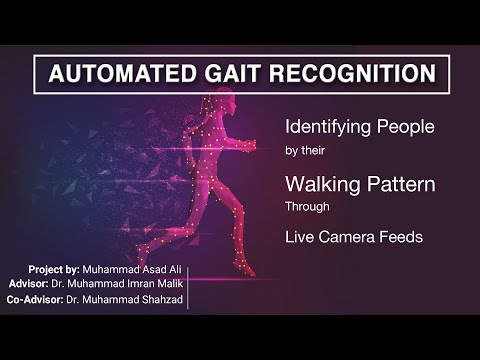 AUTOMATED GAIT RECOGNITION
Identifying People
by their
Walking Pattern
Through
Live Camera Feeds
Project by: Muhammad Asad Ali
Advisor: Dr. Muhammad Imran Malik
Co-Advisor: Dr. Muhammad Shahzad